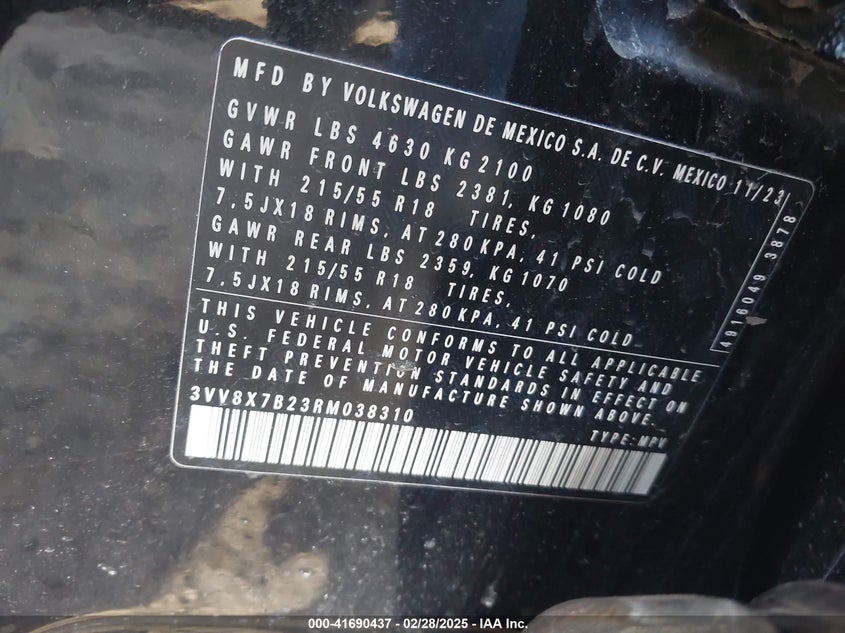 MFD BY VOLKSWAGEN DE MEXICO S.A. DE C.V. MEXICO 11/23
GVWR LBS 4630 KG 2100
GAWR FRONT LBS 2381, KG 1080
WITH 215/55 R18 TIRES,
7,5JX18 RIMS, AT 280 KPA, 41 PSI COLD
GAWR REAR LBS 2359, KG 1070
WITH 215/55 R18 TIRES,
7,5JX18 RIMS, AT 280 KPA, 41 PSI COLD
4916049 3878
THIS VEHICLE CONFORMS TO ALL APPLICABLE
U.S. FEDERAL MOTOR VEHICLE SAFETY AND
THEFT PREVENTION STANDARDS IN EFFECT ON
THE DATE OF MANUFACTURE SHOWN ABOVE.
3VV8X7B23RM038310
TYPE: MPV
000-41690437 - 02/28/2025 - IAA Inc.